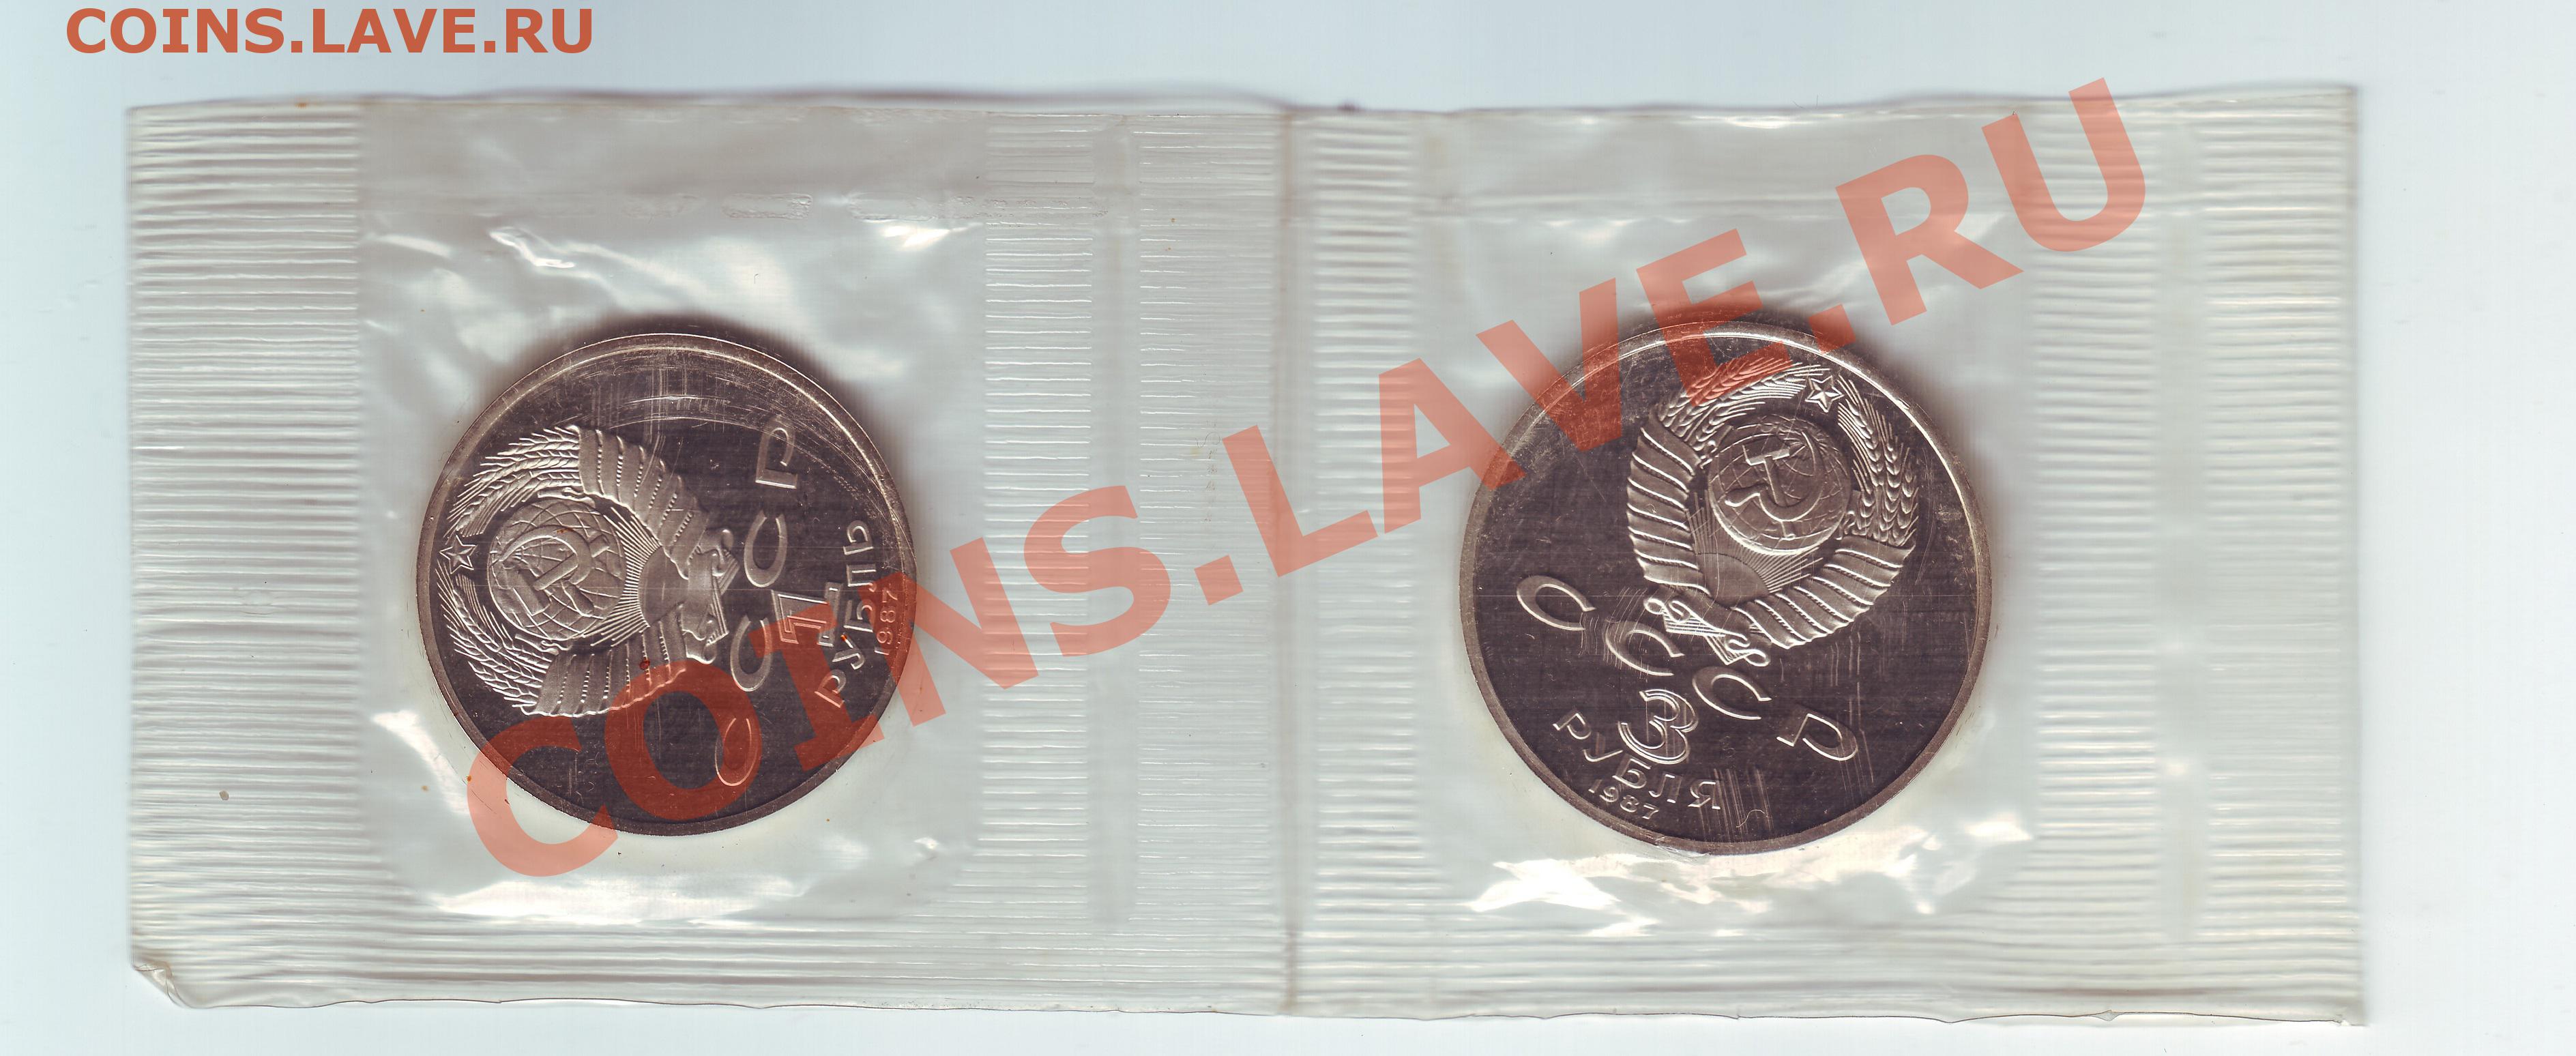 COINS.LAVE.RU
COINS.LAVE.RU
СССР
1
РУБЛЬ
1987
СССР
3
РУБЛЯ
1987